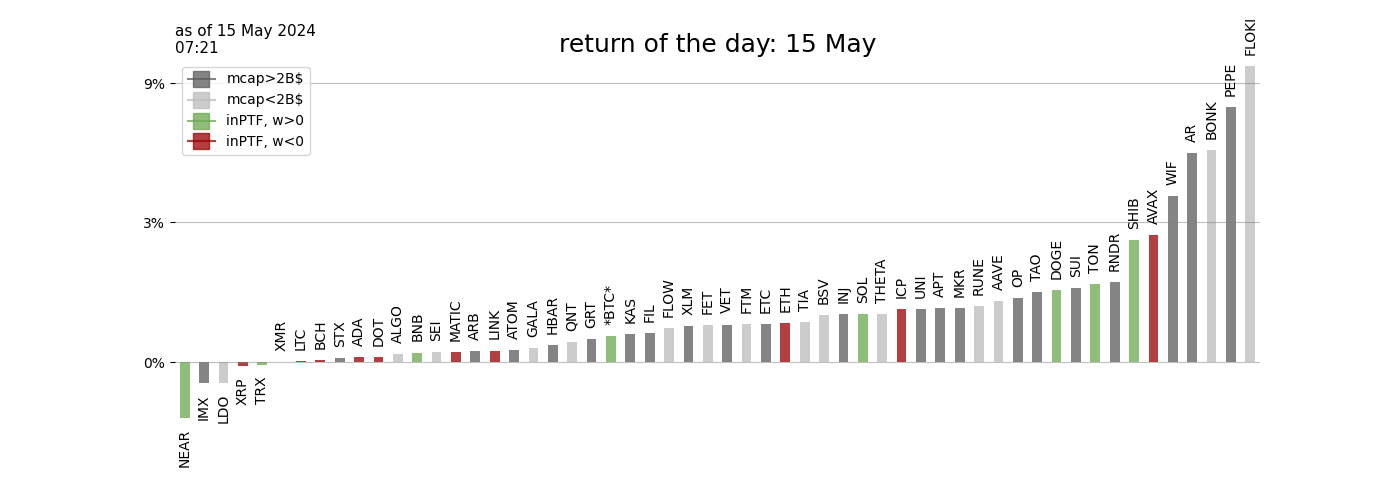 as of 15 May 2024
07:21
return of the day: 15 May
mcap>2B$
mcap<2B$
inPTF, w>0
inPTF, w<0
9%
3%
0%
NEAR
IMX
LDO
XRP
TRX
XMR
LTC
BCH
STX
ADA
DOT
ALGO
BNB
SEI
MATIC
ARB
LINK
ATOM
GALA
HBAR
QNT
GRT
*BTC*
KAS
FIL
FLOW
XLM
FET
VET
FTM
ETC
ETH
TIA
BSV
INJ
SOL
THETA
ICP
UNI
APT
MKR
RUNE
AAVE
OP
TAO
DOGE
SUI
TON
RNDR
SHIB
AVAX
WIF
AR
BONK
PEPE
FLOKI